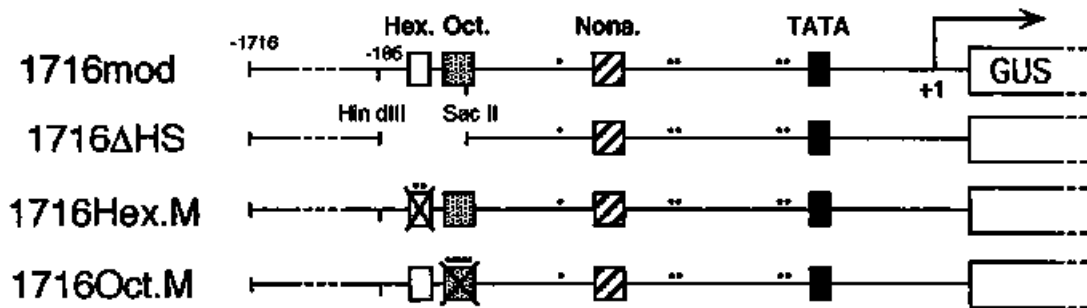 Hex. Oct. Nona. TATA
-1716 -185
1716mod GUS
+1
Hin dIII Sac II
1716ΔHS
1716Hex.M
1716Oct.M